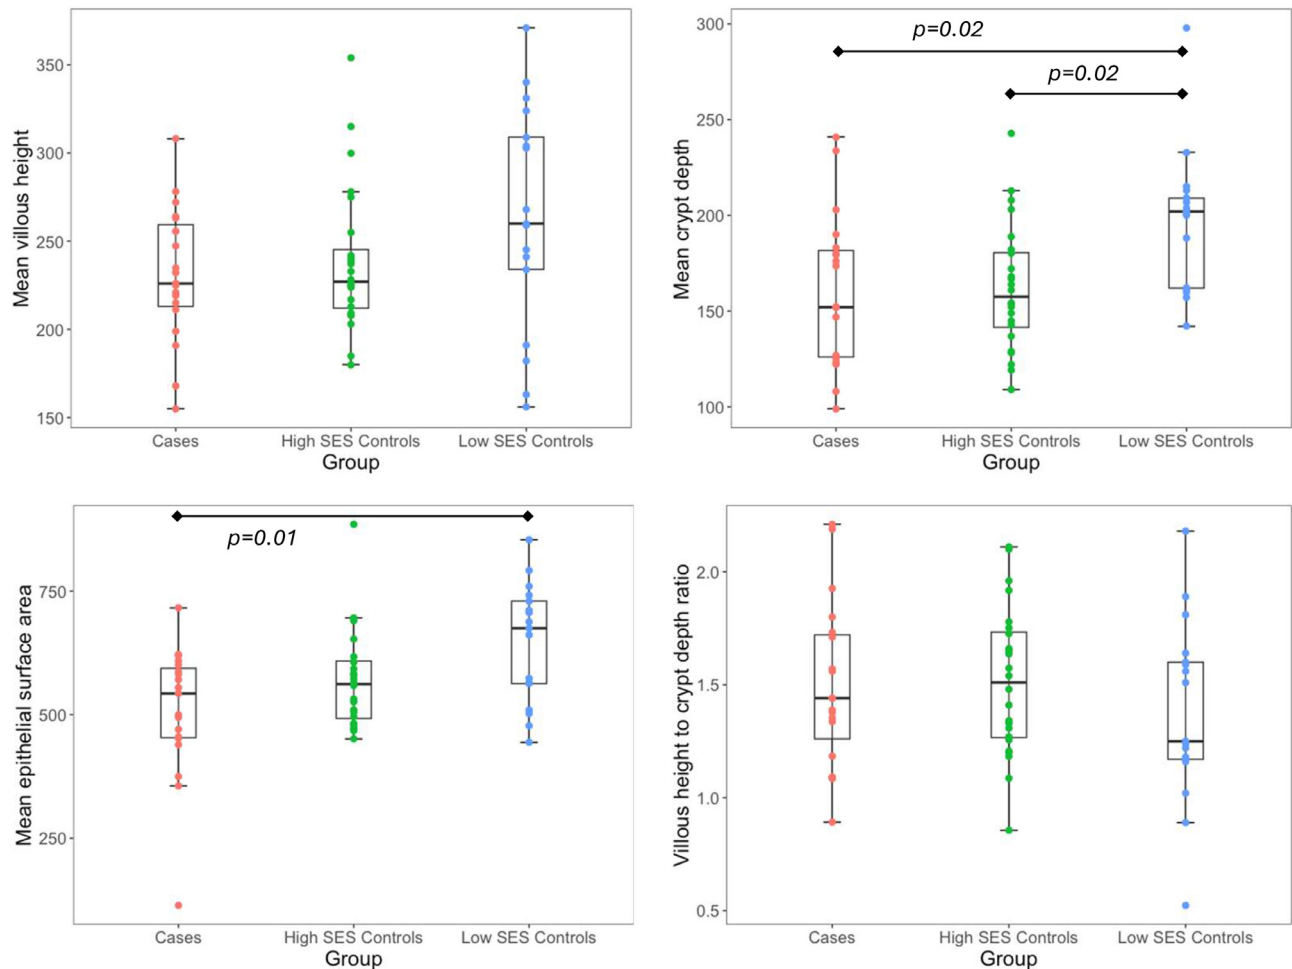 Mean villous height
350
300
250
200
150
Cases
High SES Controls
Low SES Controls
Group
Mean crypt depth
300
250
200
150
100
p=0.02
p=0.02
Cases
High SES Controls
Low SES Controls
Group
Mean epithelial surface area
750
500
250
p=0.01
Cases
High SES Controls
Low SES Controls
Group
Villous height to crypt depth ratio
2.0
1.5
1.0
0.5
Cases
High SES Controls
Low SES Controls
Group